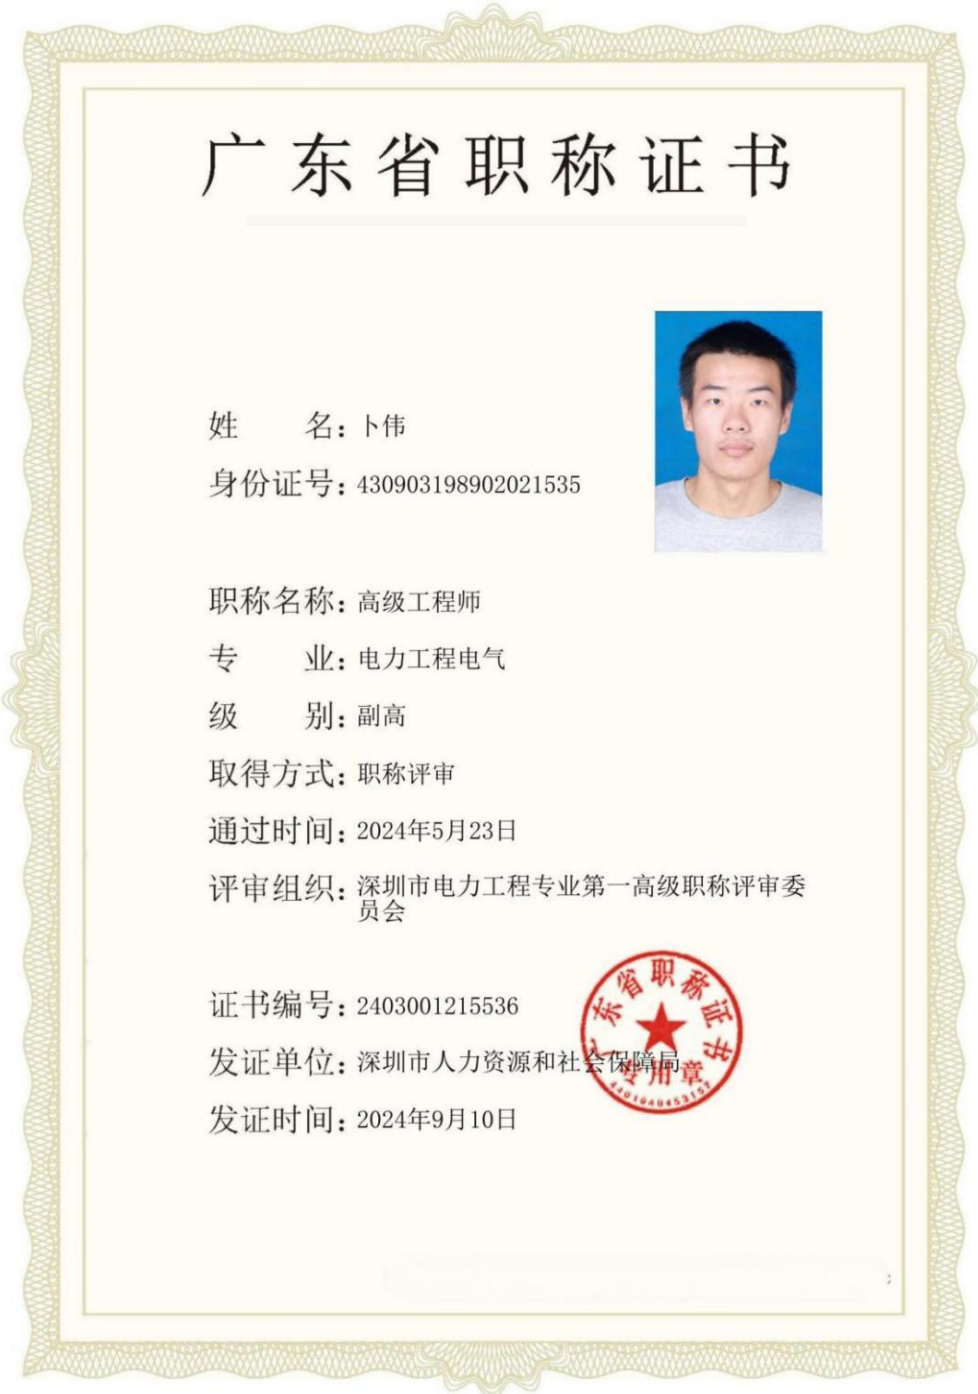 广东省职称证书
姓 名：卜伟
身份证号：430903198902021535
职称名称：高级工程师
专 业：电力工程电气
级 别：副高
取得方式：职称评审
通过时间：2024年5月23日
评审组织：深圳市电力工程专业第一高级职称评审委
员会
证书编号：2403001215536
发证单位：深圳市人力资源和社会保障局
发证时间：2024年9月10日
广东省职称证书
专用章
4401040453157